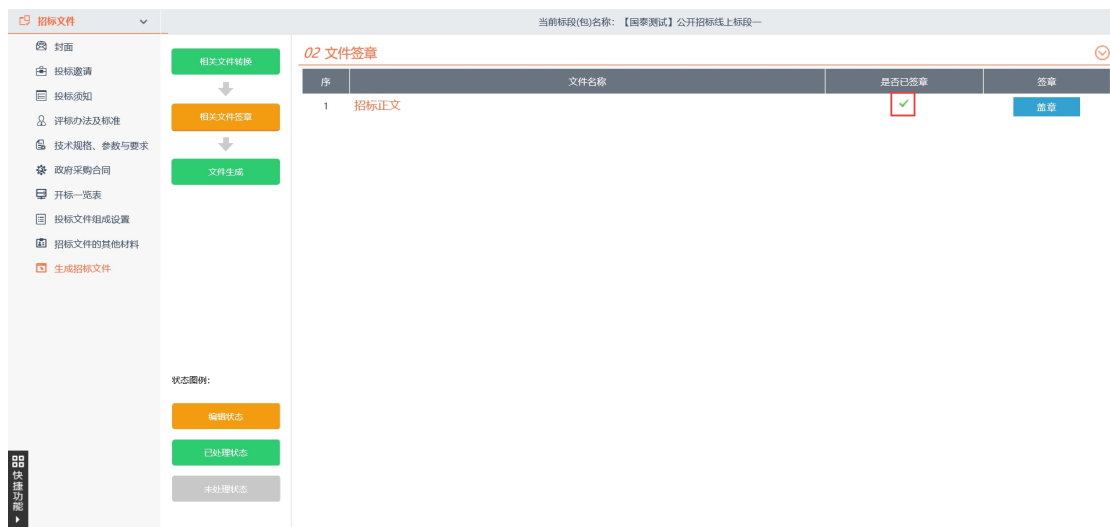 招标文件
当前标段(包)名称: 【国泰测试】公开招标线上标段一
封面
投标邀请
投标须知
评标办法及标准
技术规格、参数与要求
政府采购合同
开标一览表
投标文件组成设置
招标文件的其他材料
生成招标文件
相关文件转换
相关文件签章
文件生成
状态图例:
编辑状态
已处理状态
未处理状态
02 文件签章
序 文件名称 是否已签章 签章
1 招标正文 盖章
快捷功能